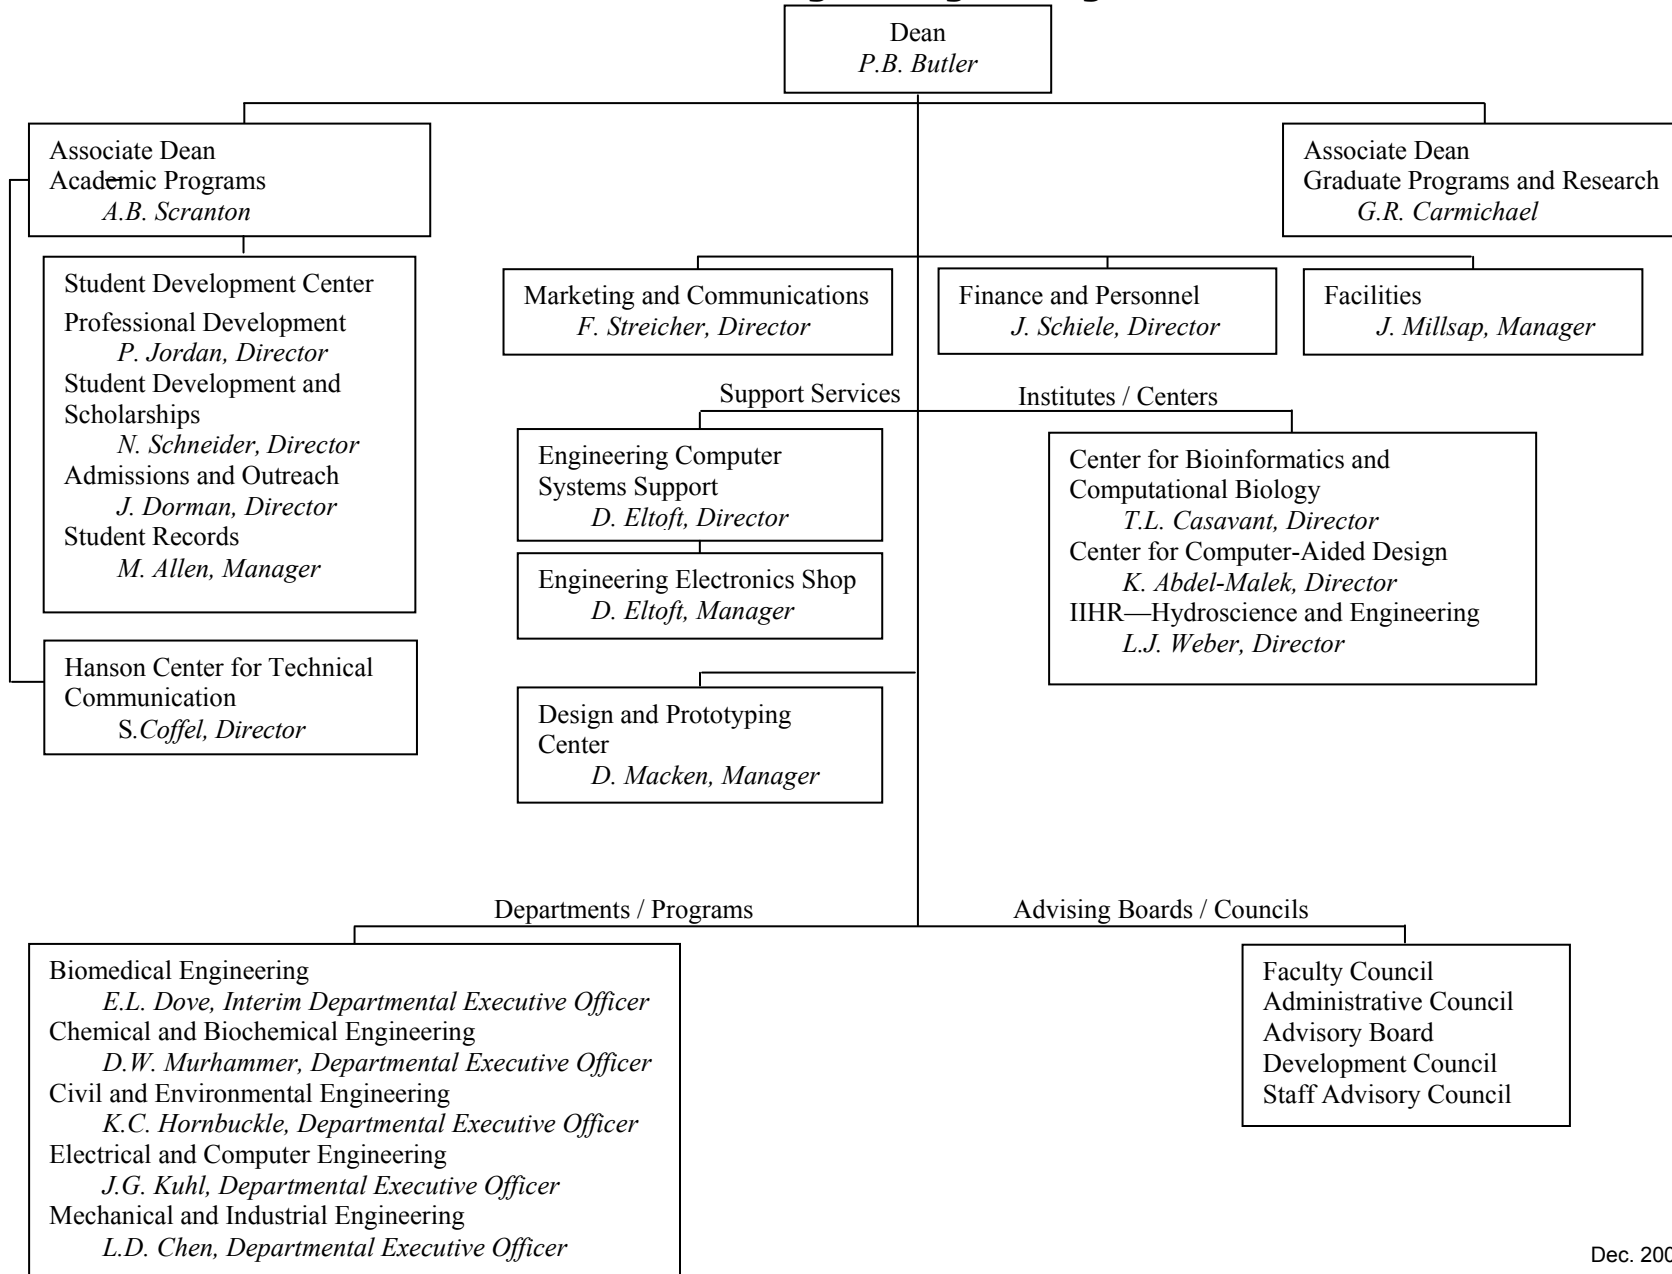 Dean
P.B. Butler
Associate Dean
Academic Programs
A.B. Scranton
Associate Dean
Graduate Programs and Research
G.R. Carmichael
Student Development Center
Professional Development
P. Jordan, Director
Student Development and
Scholarships
N. Schneider, Director
Admissions and Outreach
J. Dorman, Director
Student Records
M. Allen, Manager
Hanson Center for Technical
Communication
S.Coffel, Director
Marketing and Communications
F. Streicher, Director
Finance and Personnel
J. Schiele, Director
Facilities
J. Millsap, Manager
Support Services
Engineering Computer
Systems Support
D. Eltoft, Director
Engineering Electronics Shop
D. Eltoft, Manager
Design and Prototyping
Center
D. Macken, Manager
Institutes / Centers
Center for Bioinformatics and
Computational Biology
T.L. Casavant, Director
Center for Computer-Aided Design
K. Abdel-Malek, Director
IIHR—Hydroscience and Engineering
L.J. Weber, Director
Departments / Programs
Biomedical Engineering
E.L. Dove, Interim Departmental Executive Officer
Chemical and Biochemical Engineering
D.W. Murhammer, Departmental Executive Officer
Civil and Environmental Engineering
K.C. Hornbuckle, Departmental Executive Officer
Electrical and Computer Engineering
J.G. Kuhl, Departmental Executive Officer
Mechanical and Industrial Engineering
L.D. Chen, Departmental Executive Officer
Advising Boards / Councils
Faculty Council
Administrative Council
Advisory Board
Development Council
Staff Advisory Council
Dec. 200